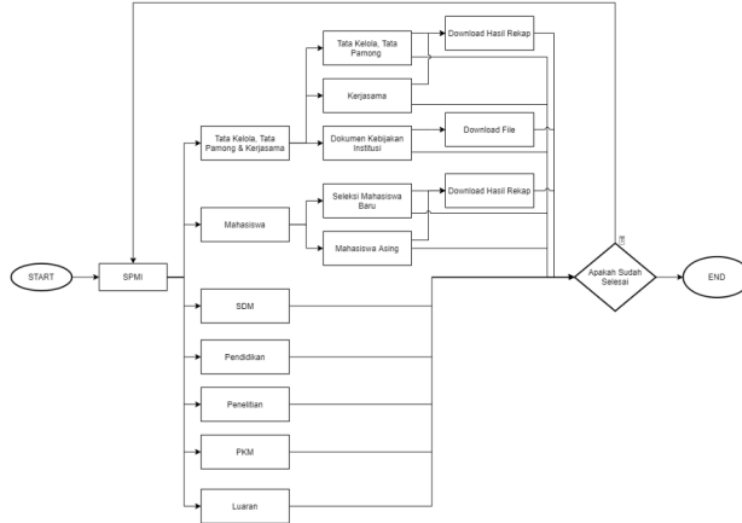 Tata Kelola, Tata
Pamong
Download Hasil Rekap
Kerjasama
Tata Kelola, Tata
Pamong & Kerjasama
Dokumen Kebijakan
Institusi
Download File
Mahasiswa
Seleksi Mahasiswa
Baru
Download Hasil Rekap
Mahasiswa Asing
START
SPMI
Apakah Sudah
Selesai
END
SDM
Pendidikan
Penelitian
PKM
Luaran